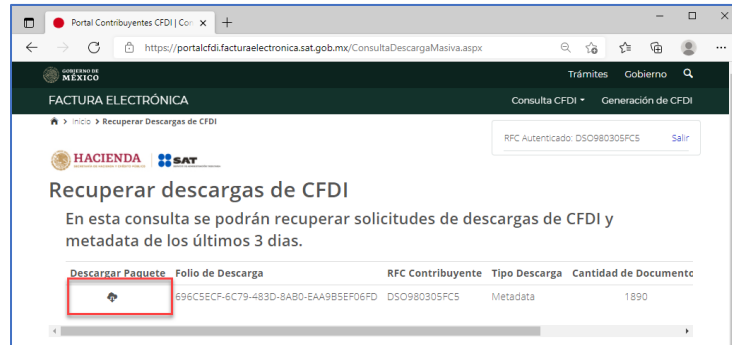 Portal Contribuyentes CFDI | Con
https://portalcfdi.facturaelectronica.sat.gob.mx/ConsultaDescargaMasiva.aspx
GOBIERNO DE
MÉXICO
Trámites Gobierno
FACTURA ELECTRÓNICA
Consulta CFDI Generación de CFDI
Inicio > Recuperar Descargas de CFDI
RFC Autenticado: DSO980305FC5 Salir
HACIENDA SAT
Recuperar descargas de CFDI
En esta consulta se podrán recuperar solicitudes de descargas de CFDI y
metadata de los últimos 3 dias.
Descargar Paquete Folio de Descarga RFC Contribuyente Tipo Descarga Cantidad de Documento
696C5ECF-6C79-483D-8AB0-EAA9B5EF06FD DSO980305FC5 Metadata 1890